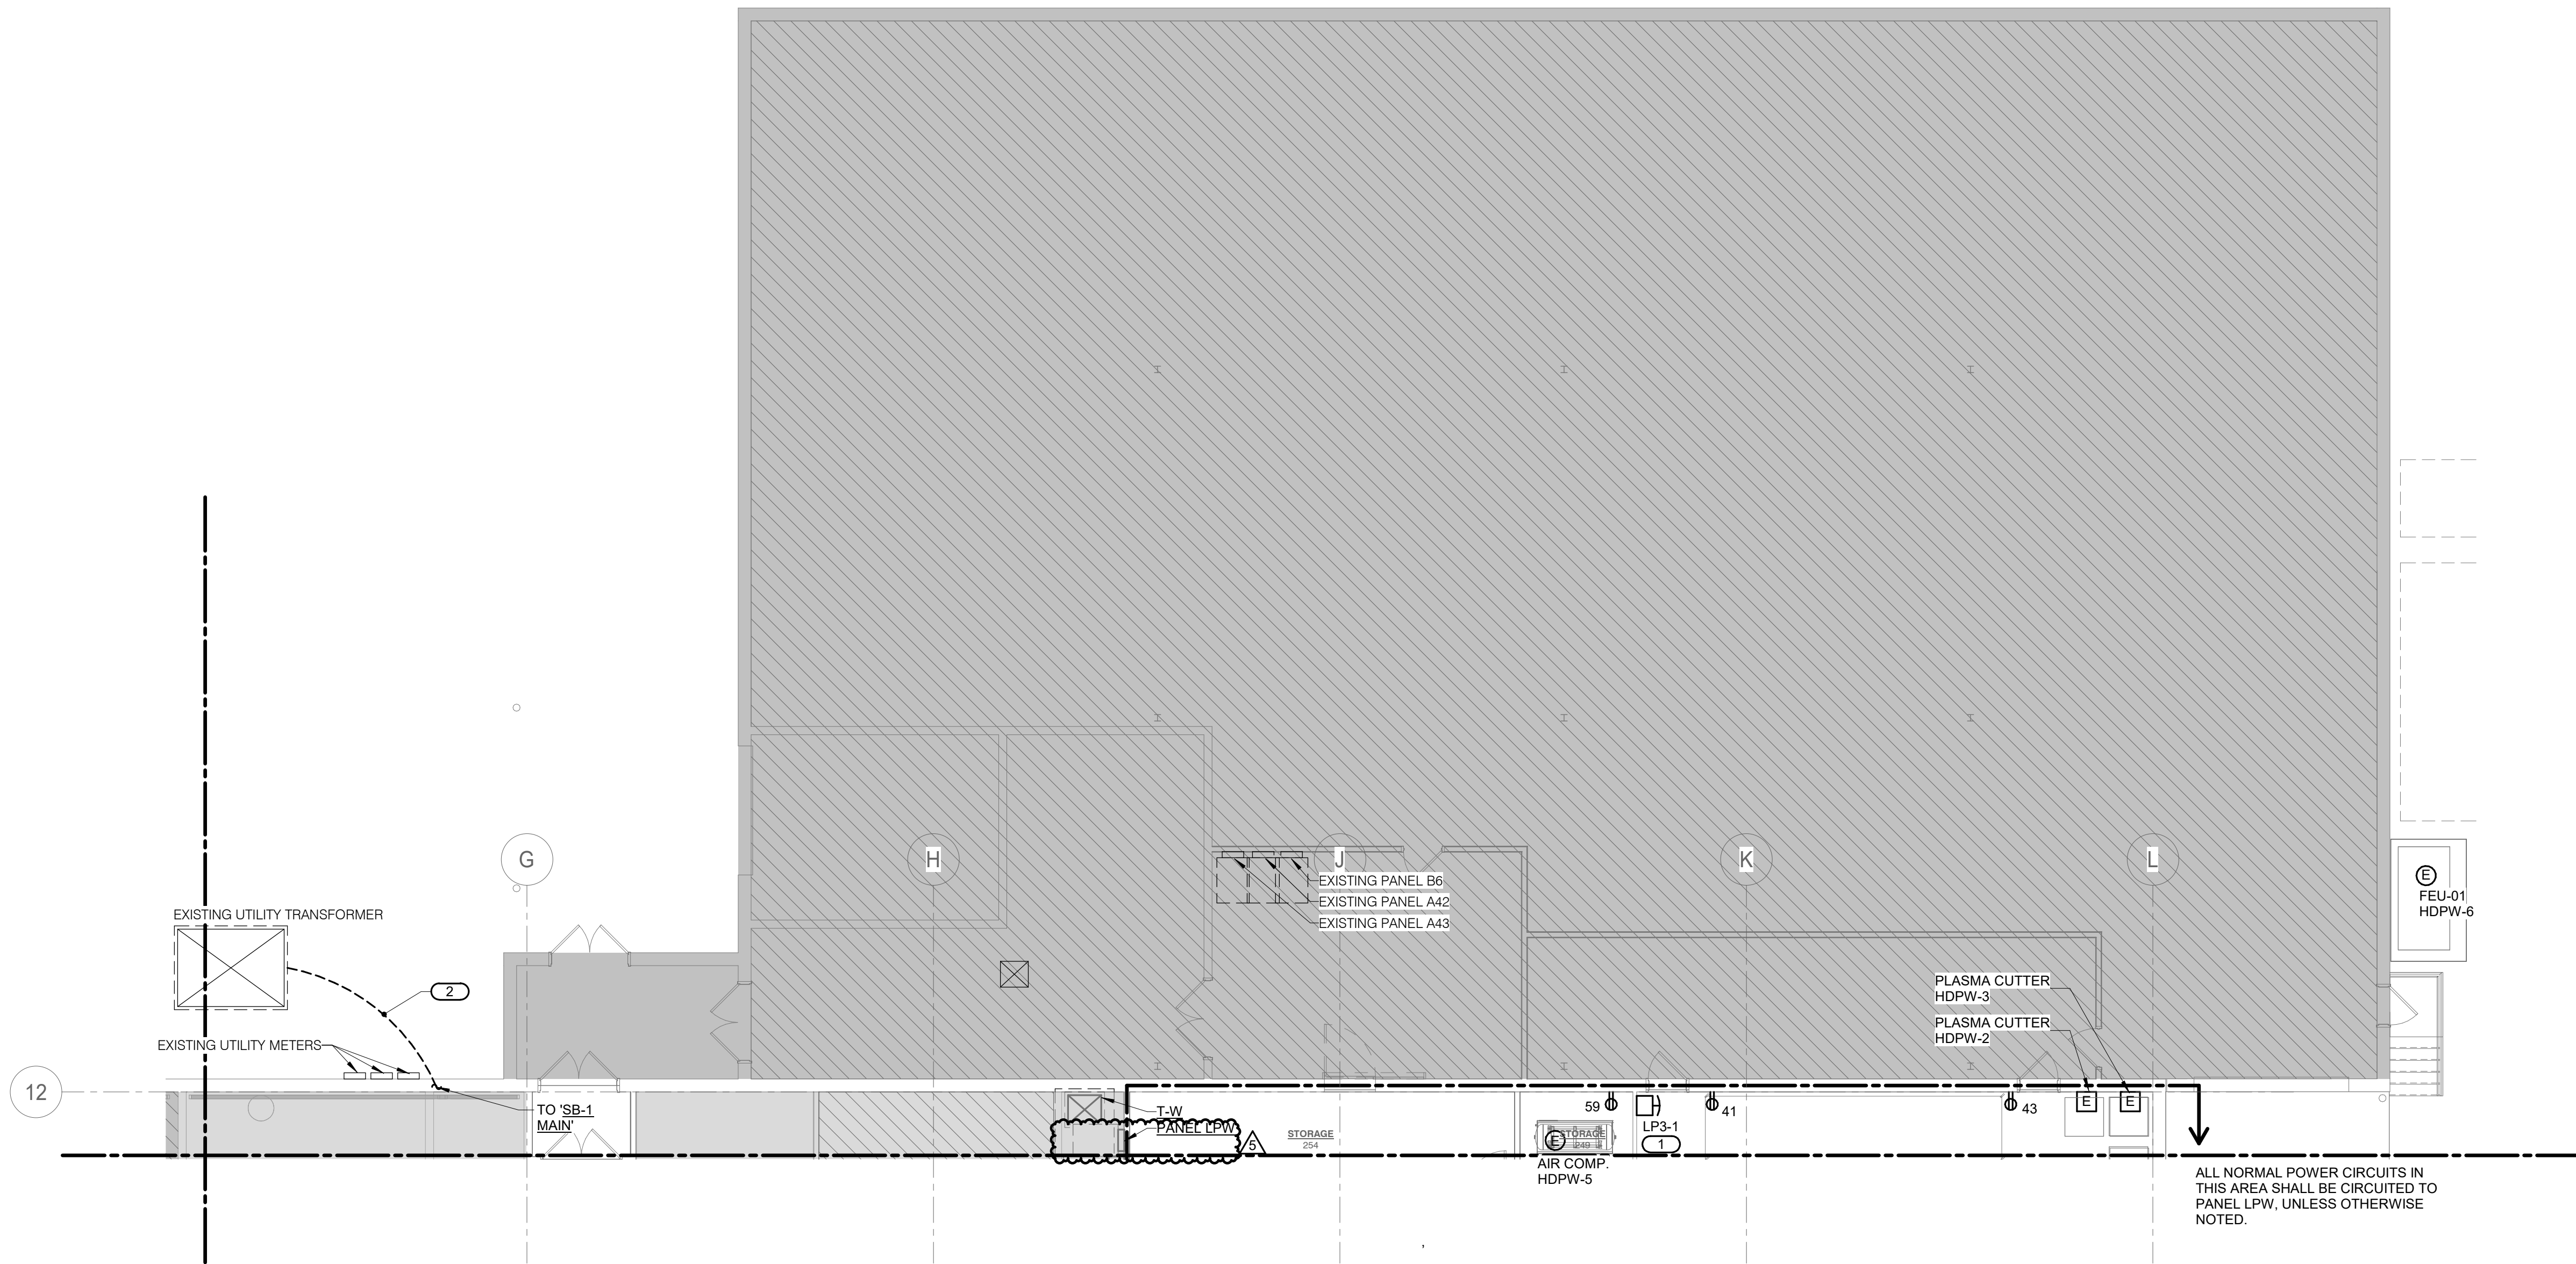 G
H
J
K
L
EXISTING PANEL B6
EXISTING PANEL A42
EXISTING PANEL A43
E
FEU-01
HDPW-6
EXISTING UTILITY TRANSFORMER
2
EXISTING UTILITY METERS
PLASMA CUTTER
HDPW-3
PLASMA CUTTER
HDPW-2
12
TO 'SB-1
MAIN'
T-W
PANEL LPW
5
STORAGE
254
E
STORAGE
249
AIR COMP.
HDPW-5
59
LP3-1
1
41
43
E
E
ALL NORMAL POWER CIRCUITS IN
THIS AREA SHALL BE CIRCUITED TO
PANEL LPW, UNLESS OTHERWISE
NOTED.